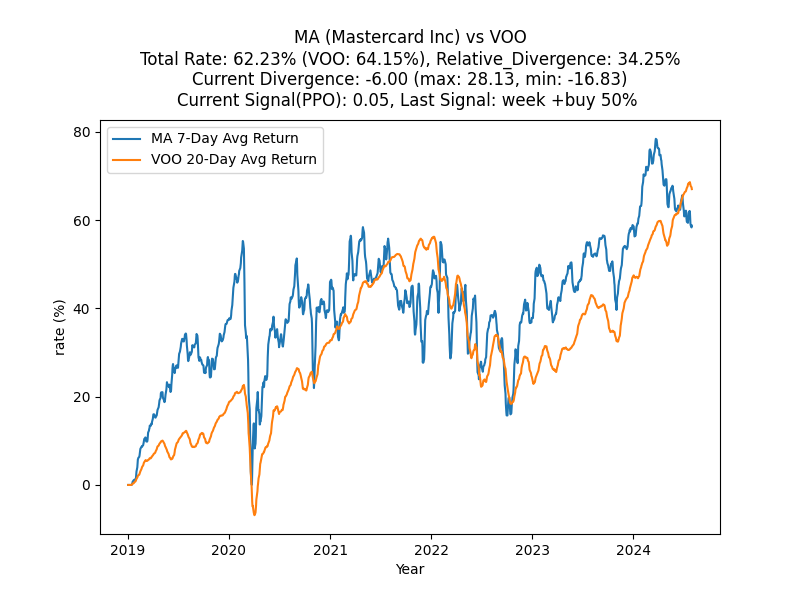 MA (Mastercard Inc) vs VOO
Total Rate: 62.23% (VOO: 64.15%), Relative_Divergence: 34.25%
Current Divergence: -6.00 (max: 28.13, min: -16.83)
Current Signal(PPO): 0.05, Last Signal: week +buy 50%
MA 7-Day Avg Return
VOO 20-Day Avg Return
80
60
40
20
0
rate (%)
2019 2020 2021 2022 2023 2024
Year